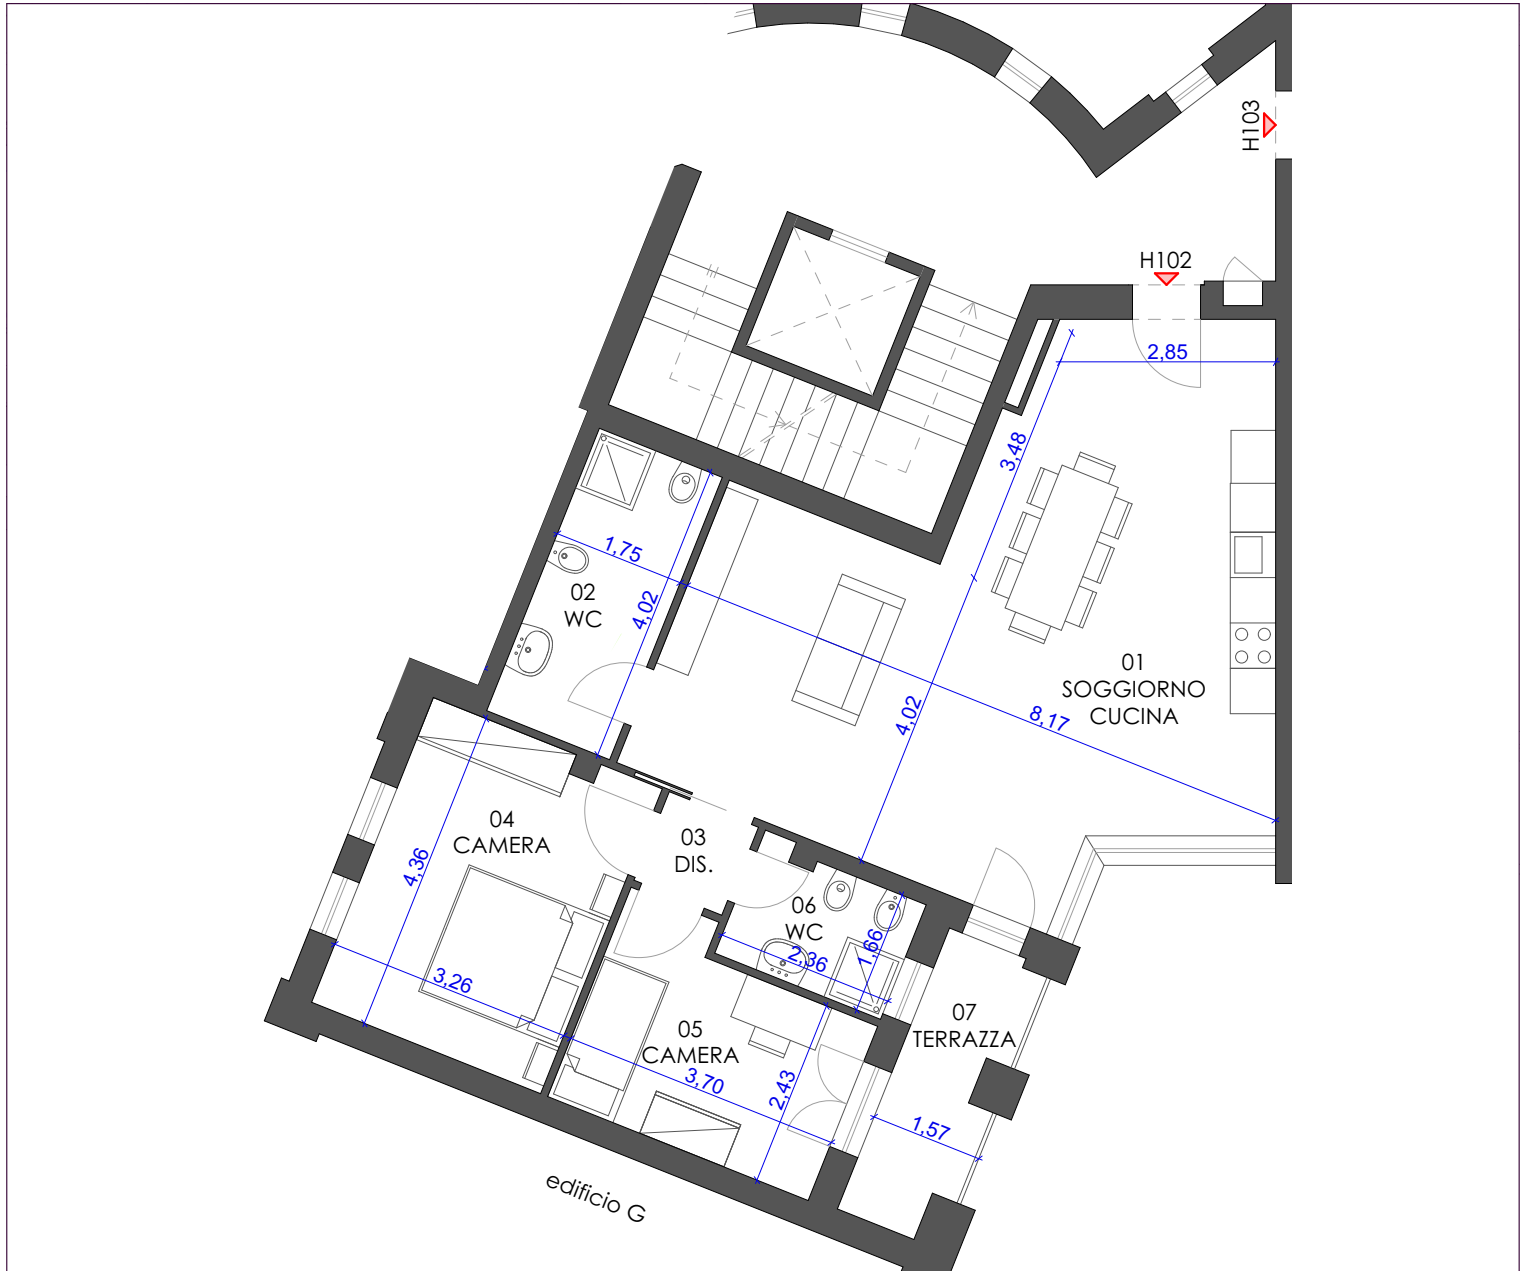 H103
H102
2,85
3,48
1,75
02
WC
4,02
01
SOGGIORNO
CUCINA
4,02
8,17
04
CAMERA
03
DIS.
4,36
06
WC
1,66
2,36
3,26
07
TERRAZZA
05
CAMERA
3,70
2,43
1,57
edificio G